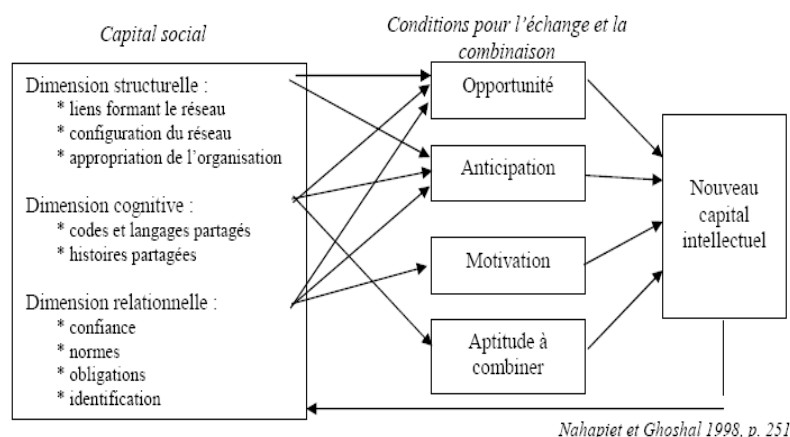 Capital social
Conditions pour l'échange et la
combinaison
Dimension structurelle :
* liens formant le réseau
* configuration du réseau
* appropriation de l'organisation
Dimension cognitive :
* codes et langages partagés
* histoires partagées
Dimension relationnelle :
* confiance
* normes
* obligations
* identification
Opportunité
Anticipation
Motivation
Aptitude à
combiner
Nouveau
capital
intellectuel
Nahapiet et Ghoshal 1998, p. 251